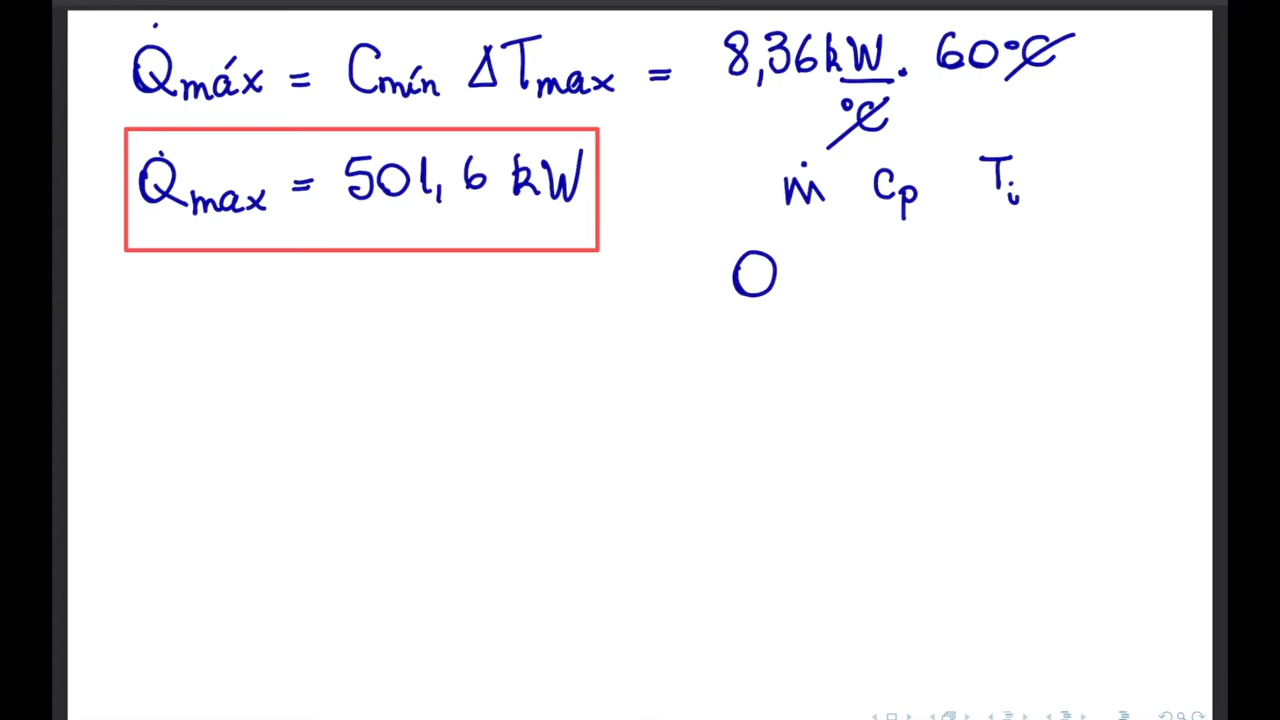 Q̇máx = Cmín ΔTmax = 8,36 kW/°C . 60 °C
Q̇max = 501,6 kW
ṁ cp Ti
O